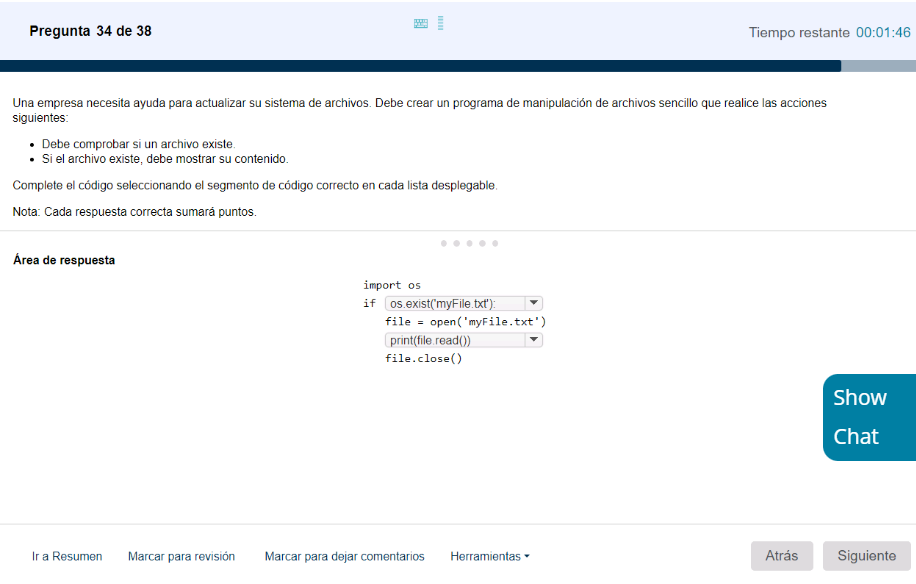 Pregunta 34 de 38
Tiempo restante 00:01:46
Una empresa necesita ayuda para actualizar su sistema de archivos. Debe crear un programa de manipulación de archivos sencillo que realice las acciones
siguientes:
• Debe comprobar si un archivo existe.
• Si el archivo existe, debe mostrar su contenido.
Complete el código seleccionando el segmento de código correcto en cada lista desplegable.
Nota: Cada respuesta correcta sumará puntos.
Área de respuesta
import os
if os.exist('myFile.txt'):
file = open('myFile.txt')
print(file.read())
file.close()
Show
Chat
Ir a Resumen Marcar para revisión Marcar para dejar comentarios Herramientas Atrás Siguiente